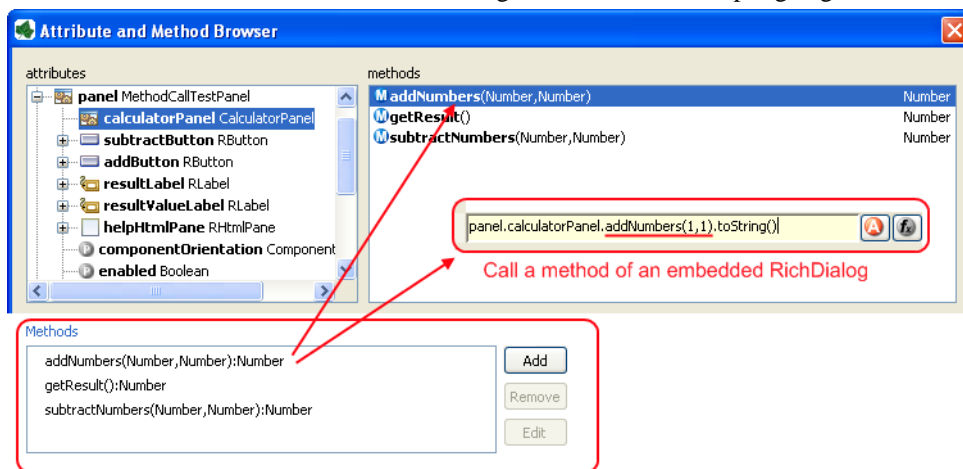 Attribute and Method Browser
attributes
methods
panel MethodCallTestPanel
calculatorPanel CalculatorPanel
subtractButton RButton
addButton RButton
resultLabel RLabel
resultValueLabel RLabel
helpHtmlPane RHtmlPane
componentOrientation Component
enabled Boolean
M addNumbers(Number,Number) Number
M getResult() Number
M subtractNumbers(Number,Number) Number
panel.calculatorPanel.addNumbers(1,1).toString()
A
fx
Call a method of an embedded RichDialog
Methods
addNumbers(Number,Number):Number
getResult():Number
subtractNumbers(Number,Number):Number
Add
Remove
Edit